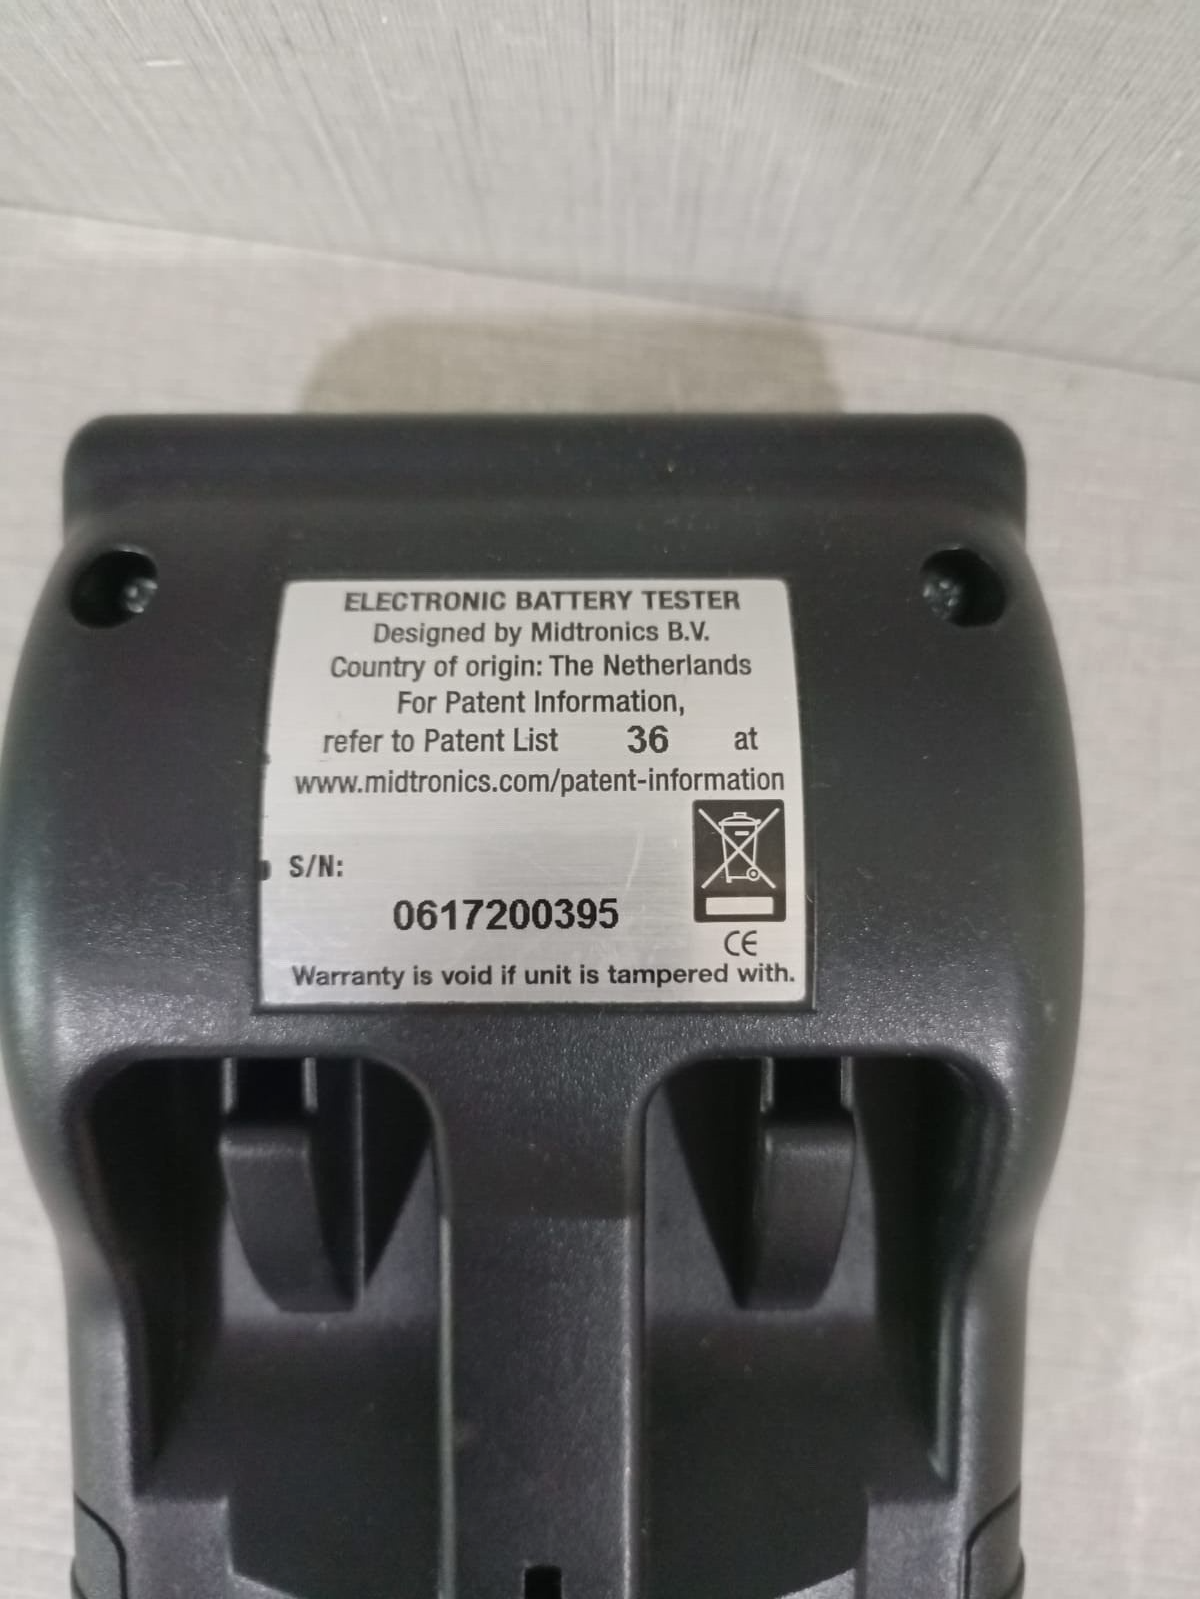 ELECTRONIC BATTERY TESTER
Designed by Midtronics B.V.
Country of origin: The Netherlands
For Patent Information,
refer to Patent List 36 at
www.midtronics.com/patent-information
S/N:
0617200395
CE
Warranty is void if unit is tampered with.